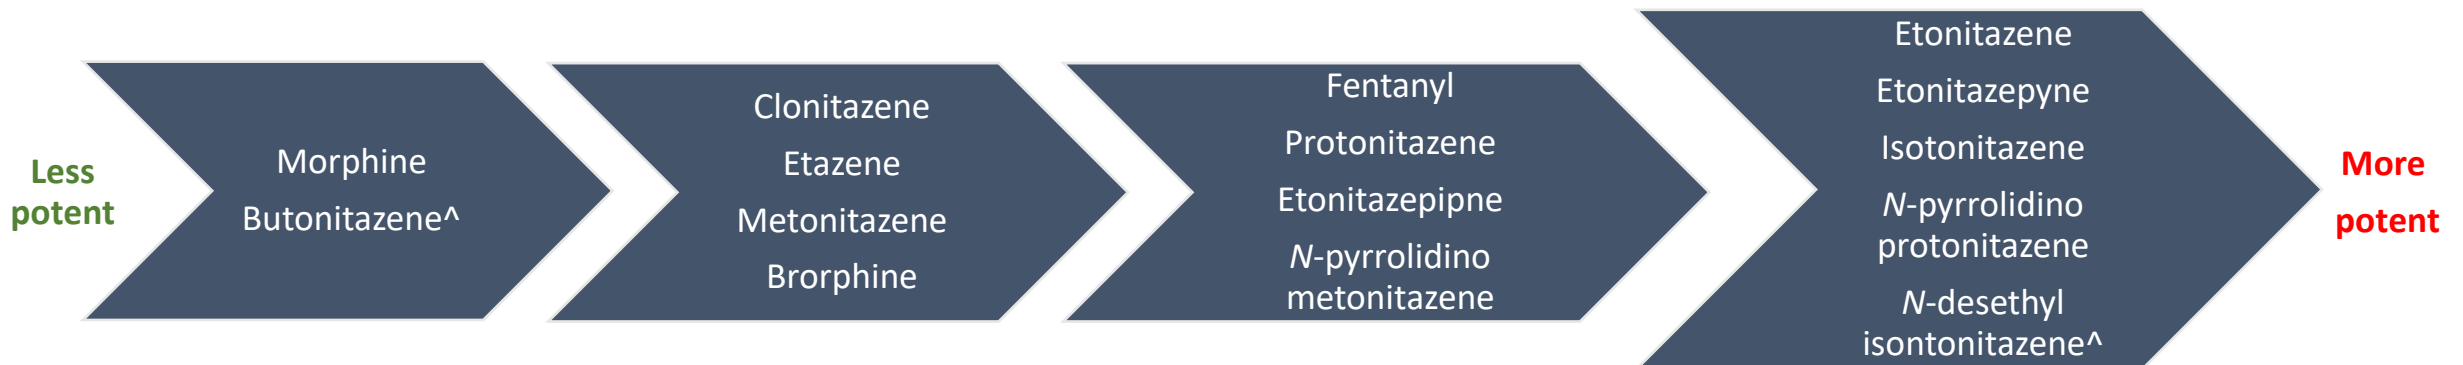 Less
potent
Morphine
Butonitazene^
Clonitazene
Etazene
Metonitazene
Brorphine
Fentanyl
Protonitazene
Etonitazepipne
N-pyrrolidino
metonitazene
Etonitazene
Etonitazepyne
Isotonitazene
N-pyrrolidino
protonitazene
N-desethyl
isontonitazene^
More
potent